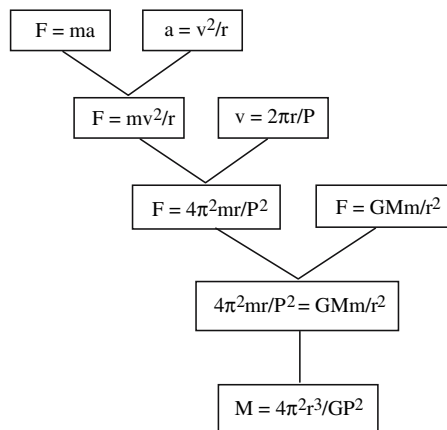 F = ma
a = v²/r
F = mv²/r
v = 2πr/P
F = 4π²mr/P²
F = GMm/r²
4π²mr/P² = GMm/r²
M = 4π²r³/GP²